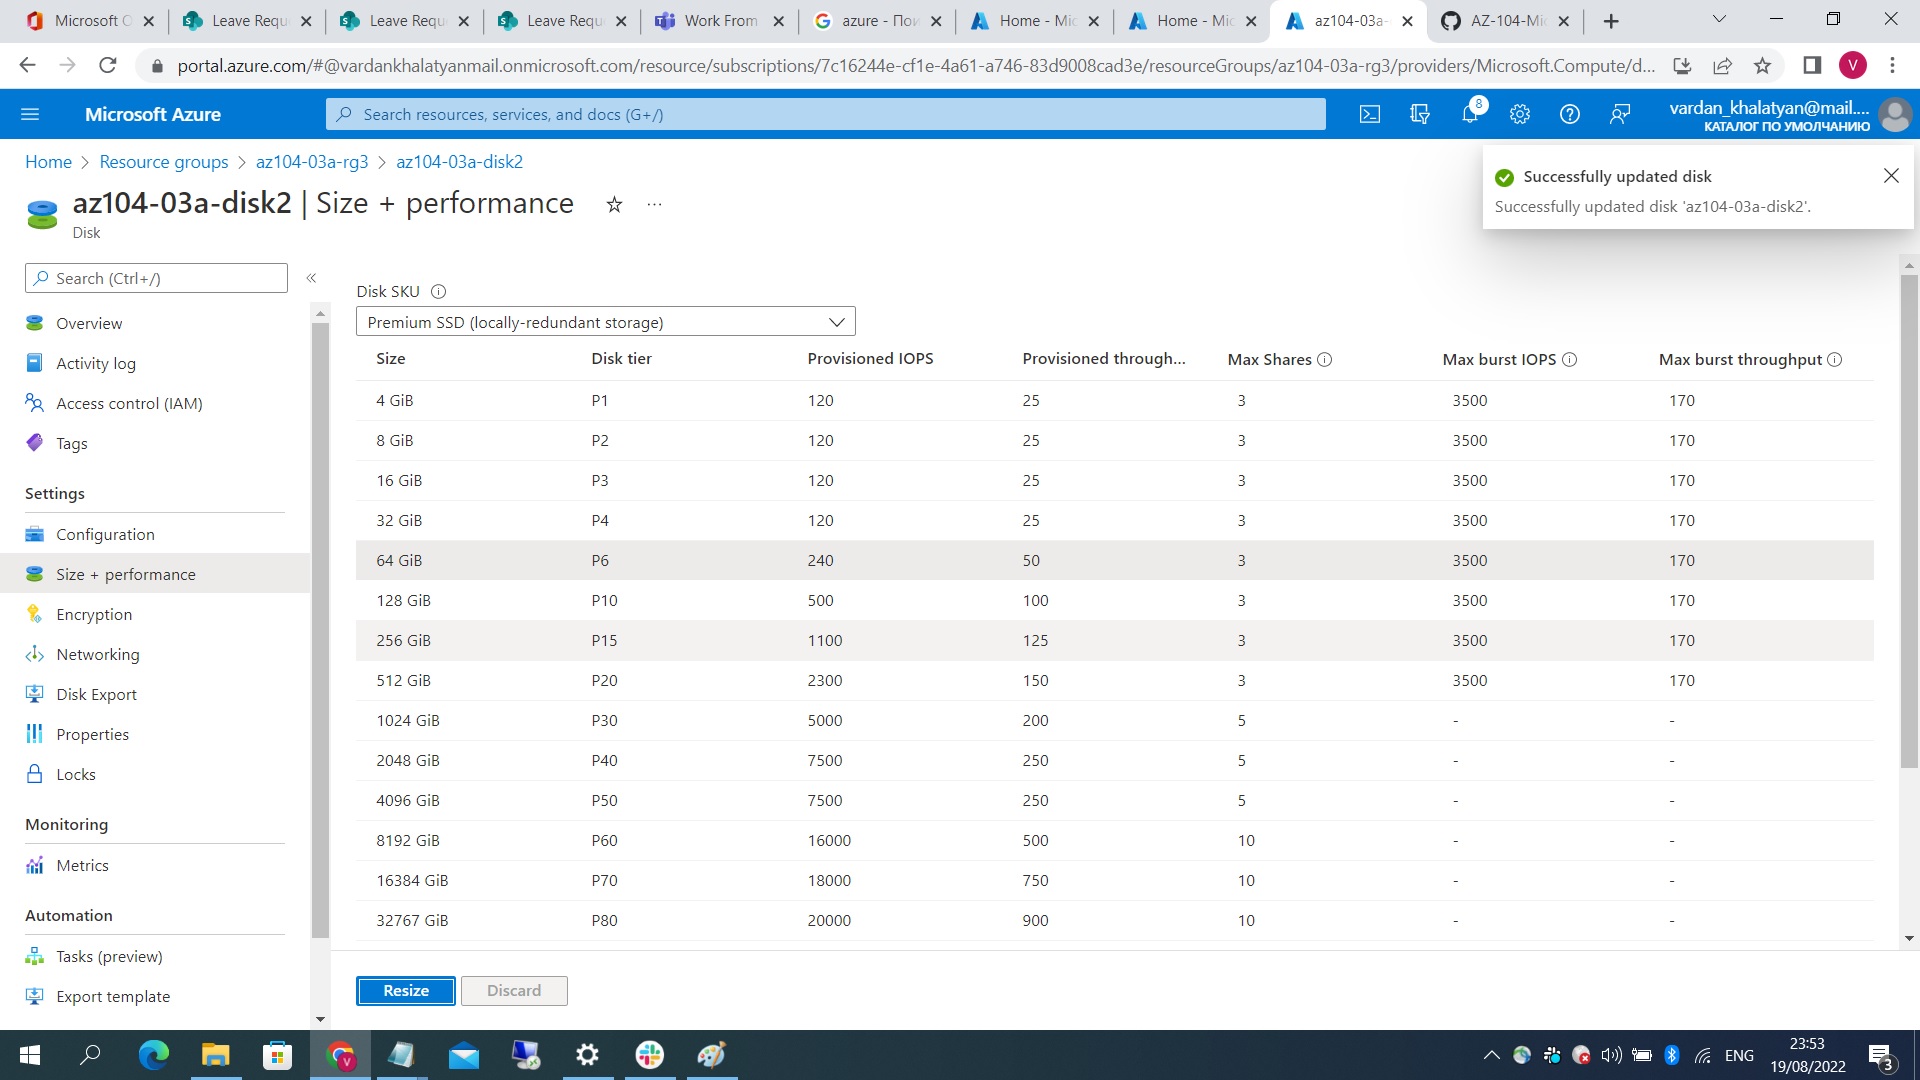 Microsoft O
Leave Requ
Leave Requ
Leave Requ
Work From
azure - Пои
Home - Mic
Home - Mic
az104-03a-
AZ-104-Mic
portal.azure.com/#@vardankhalatyanmail.onmicrosoft.com/resource/subscriptions/7c16244e-cf1e-4a61-a746-83d9008cad3e/resourceGroups/az104-03a-rg3/providers/Microsoft.Compute/d...
V
Microsoft Azure
Search resources, services, and docs (G+/)
8
vardan_khalatyan@mail....
КАТАЛОГ ПО УМОЛЧАНИЮ
Home > Resource groups > az104-03a-rg3 > az104-03a-disk2
az104-03a-disk2 | Size + performance
Disk
Successfully updated disk
Successfully updated disk 'az104-03a-disk2'.
Search (Ctrl+/)
Overview
Activity log
Access control (IAM)
Tags
Settings
Configuration
Size + performance
Encryption
Networking
Disk Export
Properties
Locks
Monitoring
Metrics
Automation
Tasks (preview)
Export template
Disk SKU
Premium SSD (locally-redundant storage)
Size Disk tier Provisioned IOPS Provisioned through... Max Shares Max burst IOPS Max burst throughput
4 GiB P1 120 25 3 3500 170
8 GiB P2 120 25 3 3500 170
16 GiB P3 120 25 3 3500 170
32 GiB P4 120 25 3 3500 170
64 GiB P6 240 50 3 3500 170
128 GiB P10 500 100 3 3500 170
256 GiB P15 1100 125 3 3500 170
512 GiB P20 2300 150 3 3500 170
1024 GiB P30 5000 200 5 - -
2048 GiB P40 7500 250 5 - -
4096 GiB P50 7500 250 5 - -
8192 GiB P60 16000 500 10 - -
16384 GiB P70 18000 750 10 - -
32767 GiB P80 20000 900 10 - -
Resize
Discard
ENG
23:53
19/08/2022
3